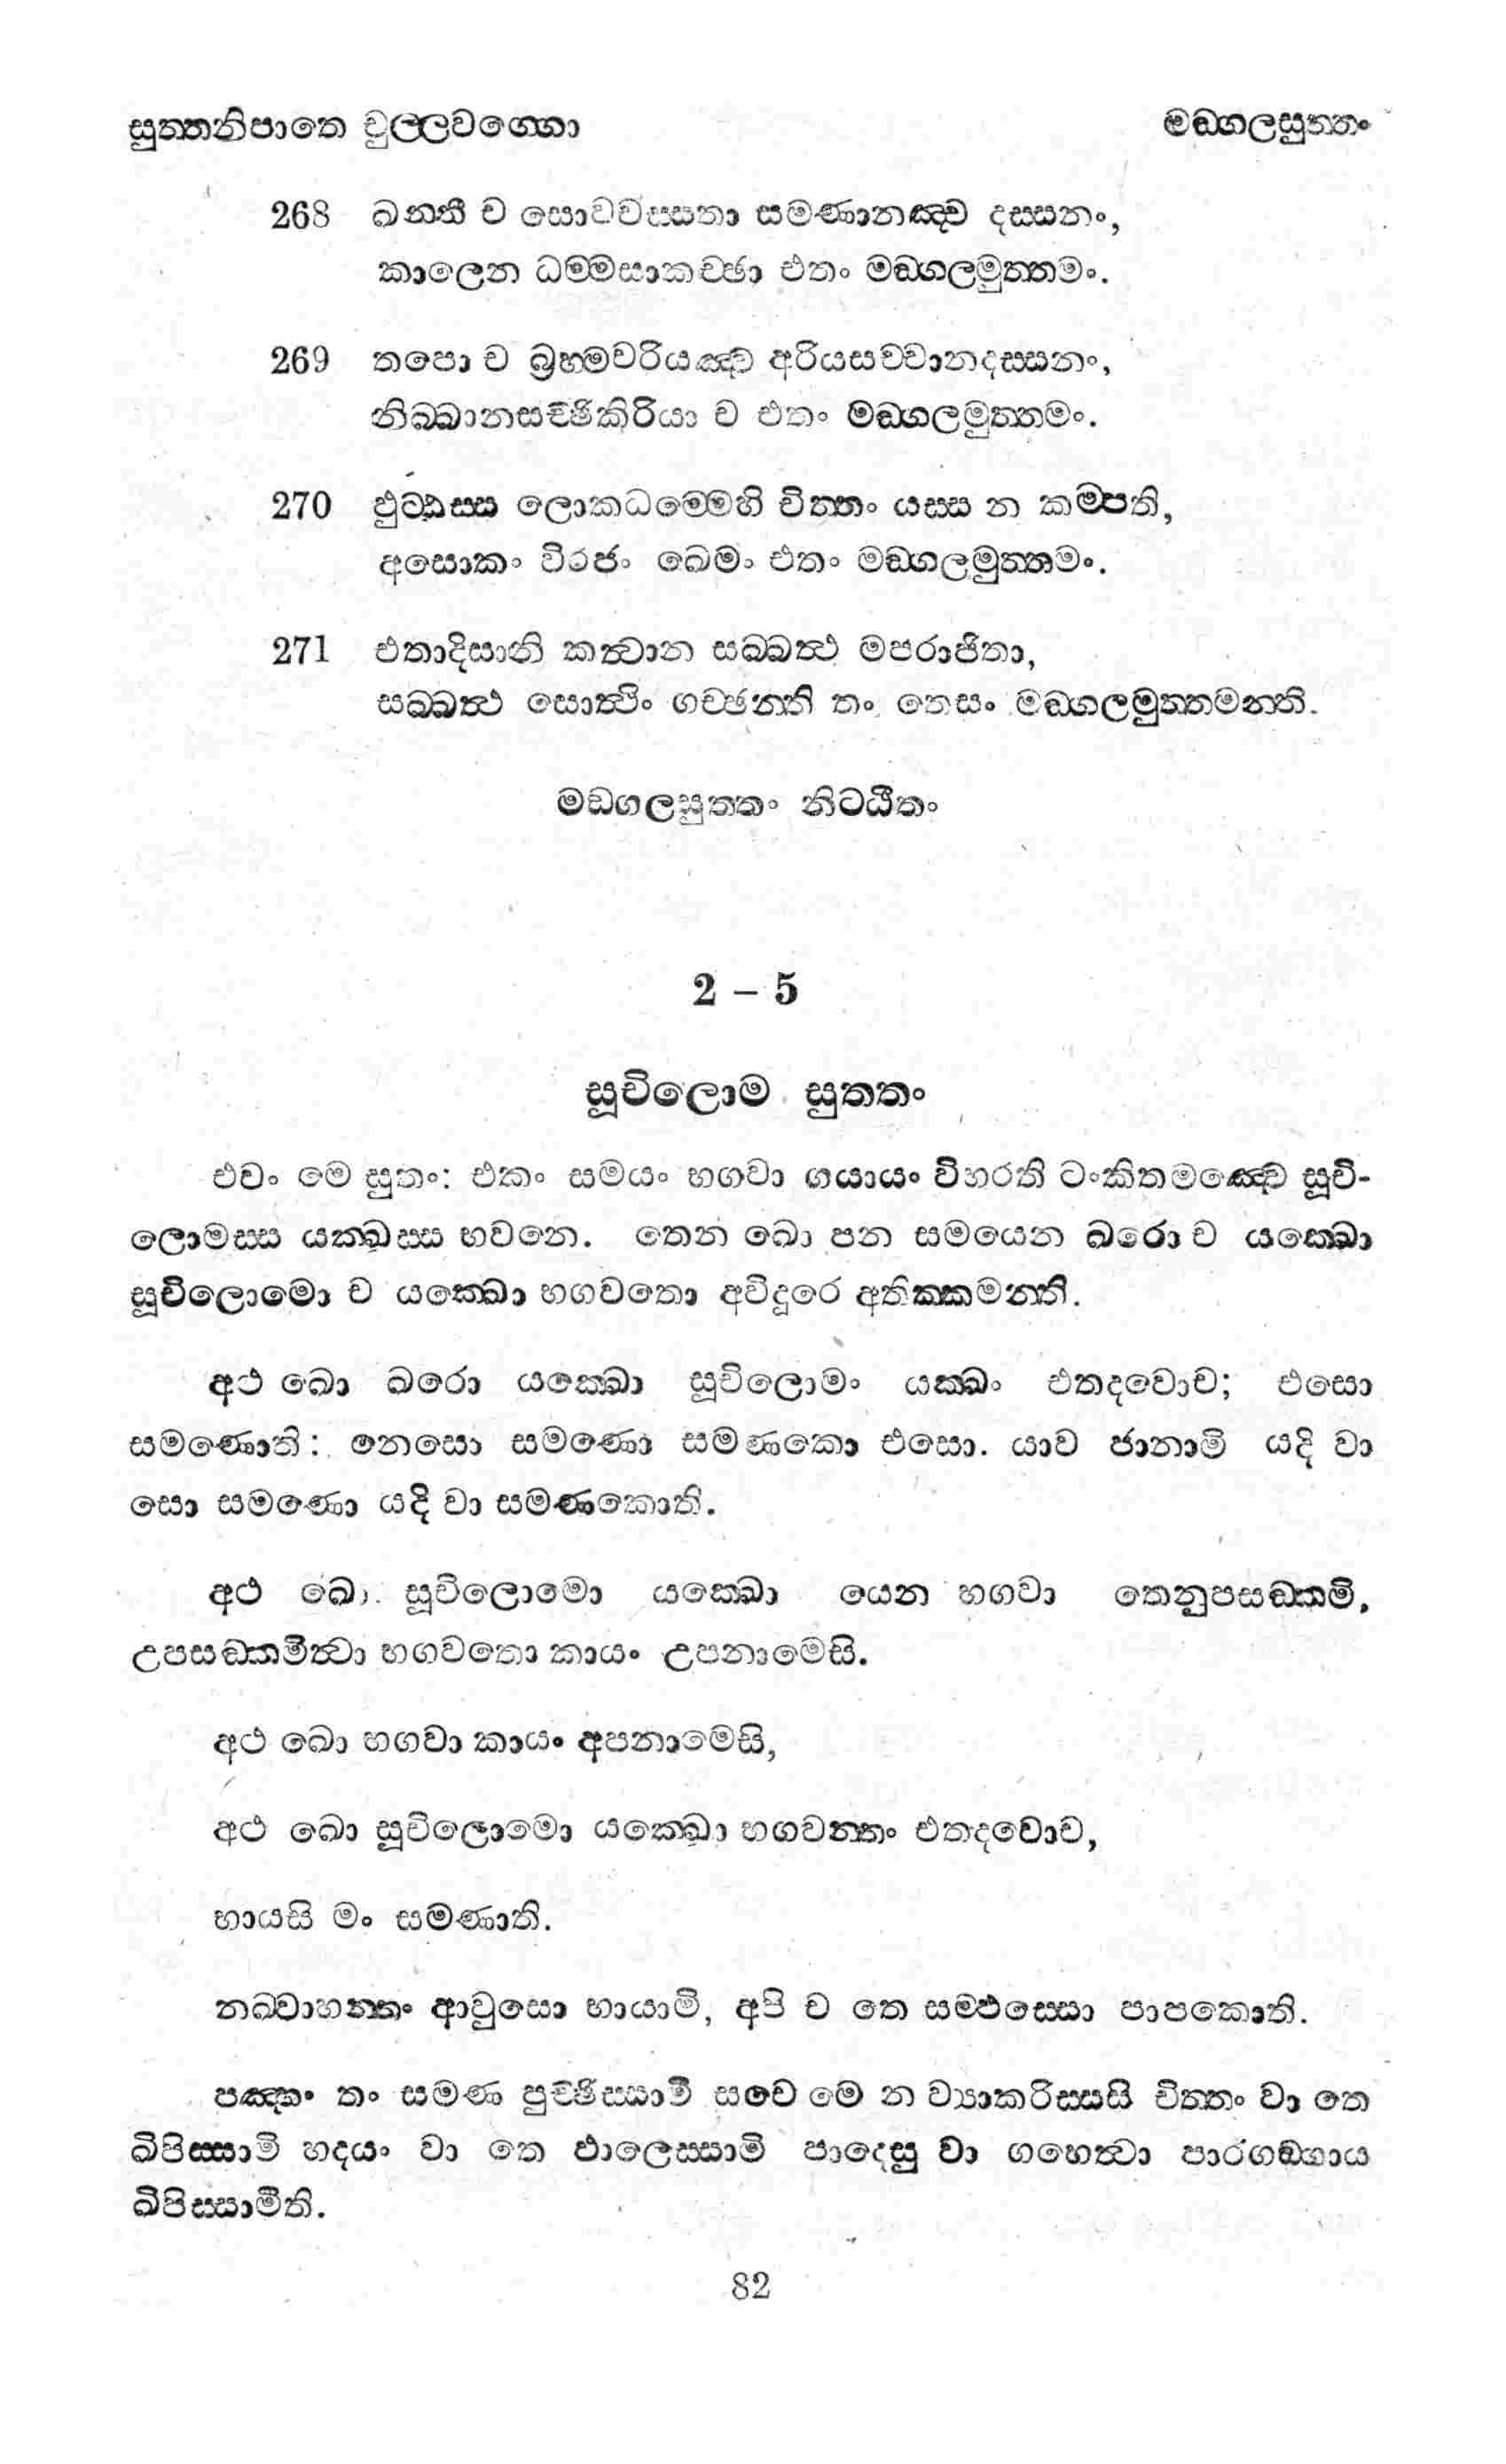 සුත්තනිපාතෙ චුල්ලවග්ගො මඞ්ගලසුත්තං
268 ඛන්තී ච සොවචස්සතා සමණානඤ්ච දස්සනං,
කාලෙන ධම්මසාකච්ඡා එතං මඞ්ගලමුත්තමං.
269 තපො ච බ්‍රහ්මචරියඤ්ච අරියසච්චානදස්සනං,
නිබ්බානසච්ඡිකිරියා ච එතං මඞ්ගලමුත්තමං.
270 ඵුට්ඨස්ස ලොකධම්මෙහි චිත්තං යස්ස න කම්පති,
අසොකං විරජං ඛෙමං එතං මඞ්ගලමුත්තමං.
271 එතාදිසානි කත්වාන සබ්බත්ථ මපරාජිතා,
සබ්බත්ථ සොත්ථිං ගච්ඡන්ති තං තෙසං මඞ්ගලමුත්තමන්ති.
මඞ්ගලසුත්තං නිට්ඨිතං
2 – 5
සූචිලොම සුත්තං
එවං මෙ සුතං: එකං සමයං භගවා ගයායං විහරති ටංකිතමඤ්චෙ සූචි-
ලොමස්ස යක්ඛස්ස භවනෙ. තෙන ඛො පන සමයෙන ඛරො ච යක්ඛො
සූචිලොමො ච යක්ඛො භගවතො අවිදූරෙ අතික්කමන්ති.
අථ ඛො ඛරො යක්ඛො සූචිලොමං යක්ඛං එතදවොච; එසො
සමණොති: නෙසො සමණො සමණකො එසො. යාව ජානාමි යදි වා
සො සමණො යදි වා සමණකොති.
අථ ඛො සූචිලොමො යක්ඛො යෙන භගවා තෙනුපසඞ්කමි,
උපසඞ්කමිත්වා භගවතො කායං උපනාමෙසි.
අථ ඛො භගවා කායං අපනාමෙසි,
අථ ඛො සූචිලොමො යක්ඛො භගවන්තං එතදවොච,
භායසි මං සමණාති.
නඛ්වාහන්තං ආවුසො භායාමි, අපි ච තෙ සම්ඵස්සො පාපකොති.
පඤ්හං තං සමණ පුච්ඡිස්සාමි සචෙ මෙ න ව්‍යාකරිස්සසි චිත්තං වා තෙ
ඛිපිස්සාමි හදයං වා තෙ ඵාලෙස්සාමි පාදෙසු වා ගහෙත්වා පාරගඞ්ගාය
ඛිපිස්සාමීති.
82